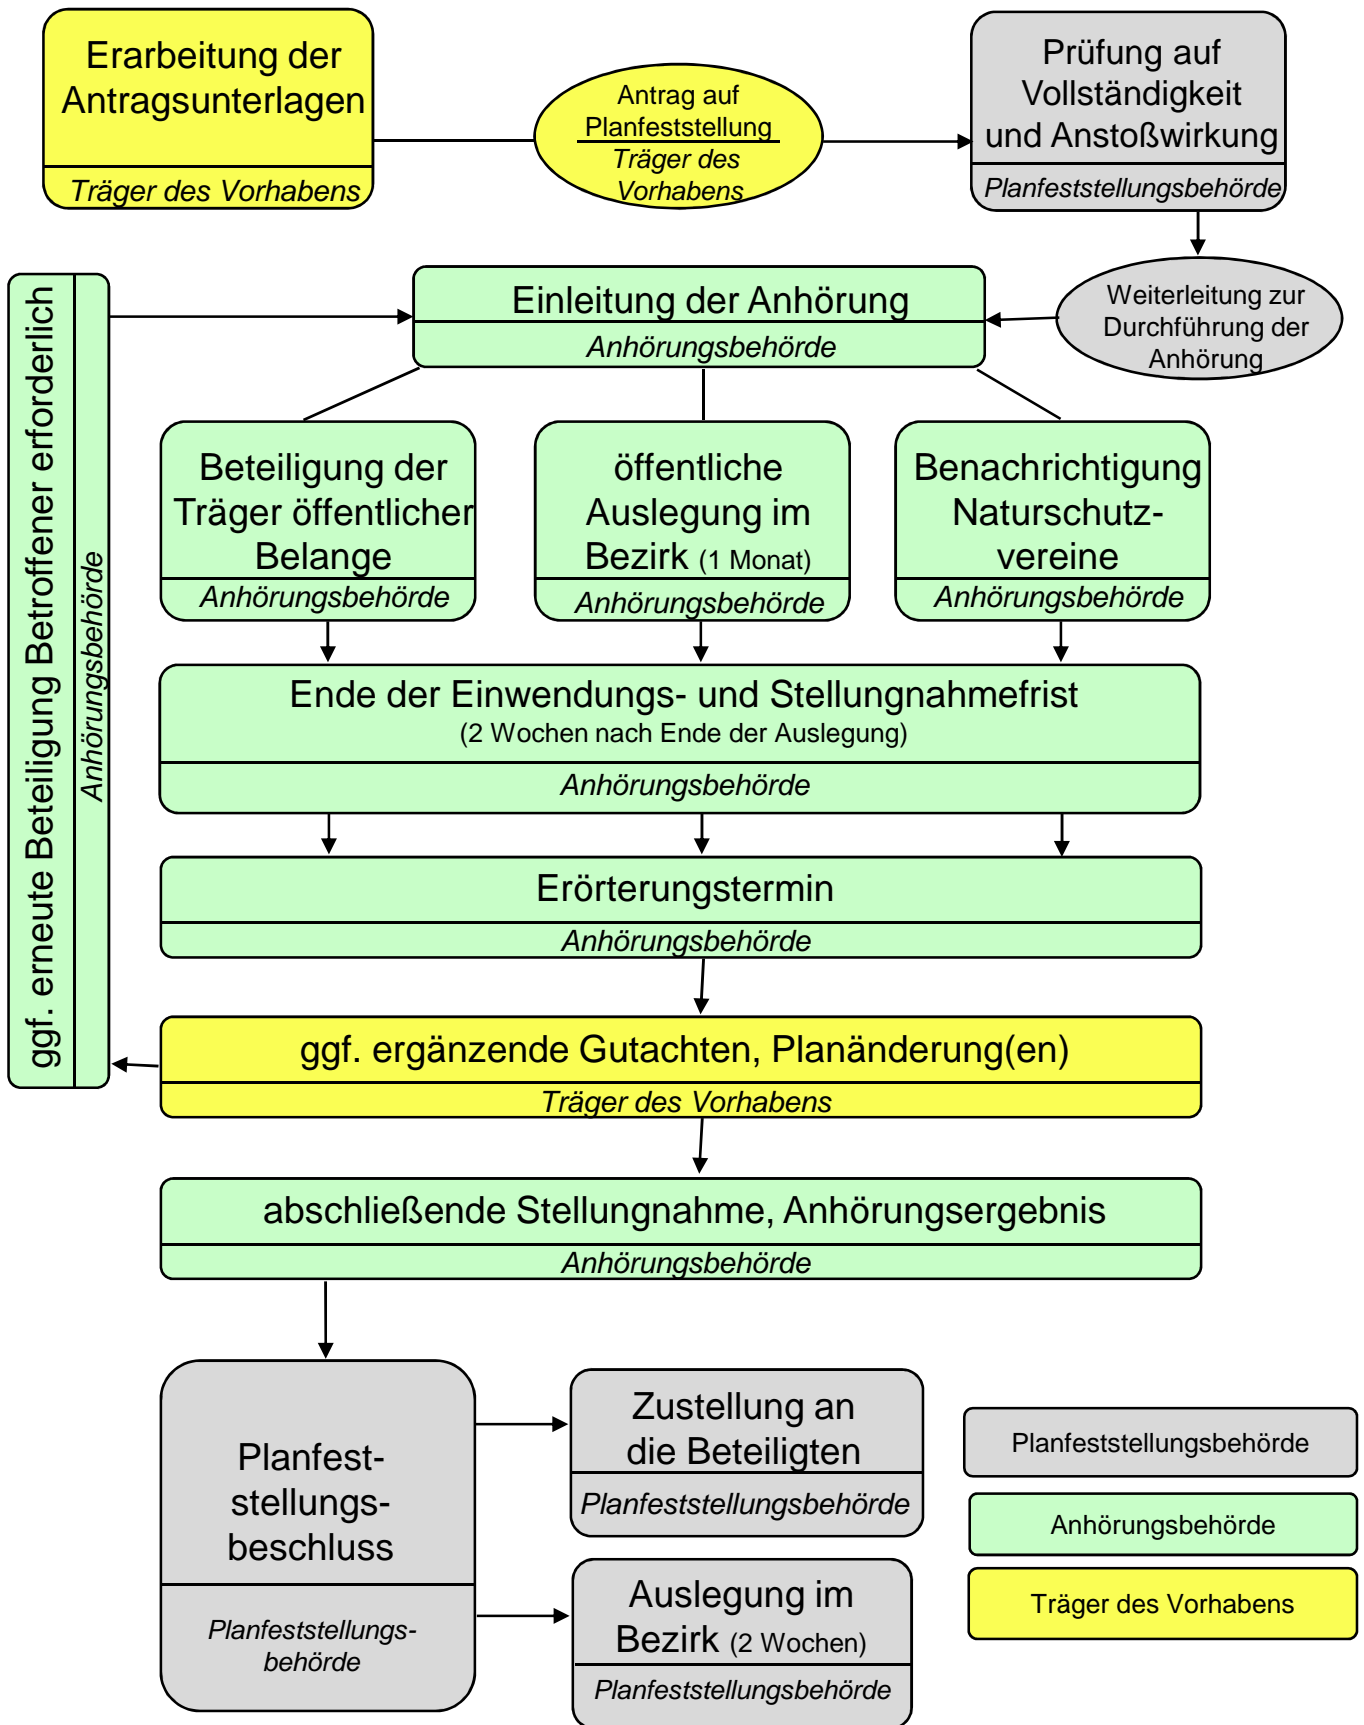 Erarbeitung der
Antragsunterlagen
Träger des Vorhabens
Antrag auf
Planfeststellung
Träger des
Vorhabens
Prüfung auf
Vollständigkeit
und Anstoßwirkung
Planfeststellungsbehörde
Weiterleitung zur
Durchführung der
Anhörung
Einleitung der Anhörung
Anhörungsbehörde
ggf. erneute Beteiligung Betroffener erforderlich
Anhörungsbehörde
Beteiligung der
Träger öffentlicher
Belange
Anhörungsbehörde
öffentliche
Auslegung im
Bezirk (1 Monat)
Anhörungsbehörde
Benachrichtigung
Naturschutz-
vereine
Anhörungsbehörde
Ende der Einwendungs- und Stellungnahmefrist
(2 Wochen nach Ende der Auslegung)
Anhörungsbehörde
Erörterungstermin
Anhörungsbehörde
ggf. ergänzende Gutachten, Planänderung(en)
Träger des Vorhabens
abschließende Stellungnahme, Anhörungsergebnis
Anhörungsbehörde
Planfest-
stellungs-
beschluss
Planfeststellungs-
behörde
Zustellung an
die Beteiligten
Planfeststellungsbehörde
Auslegung im
Bezirk (2 Wochen)
Planfeststellungsbehörde
Planfeststellungsbehörde
Anhörungsbehörde
Träger des Vorhabens